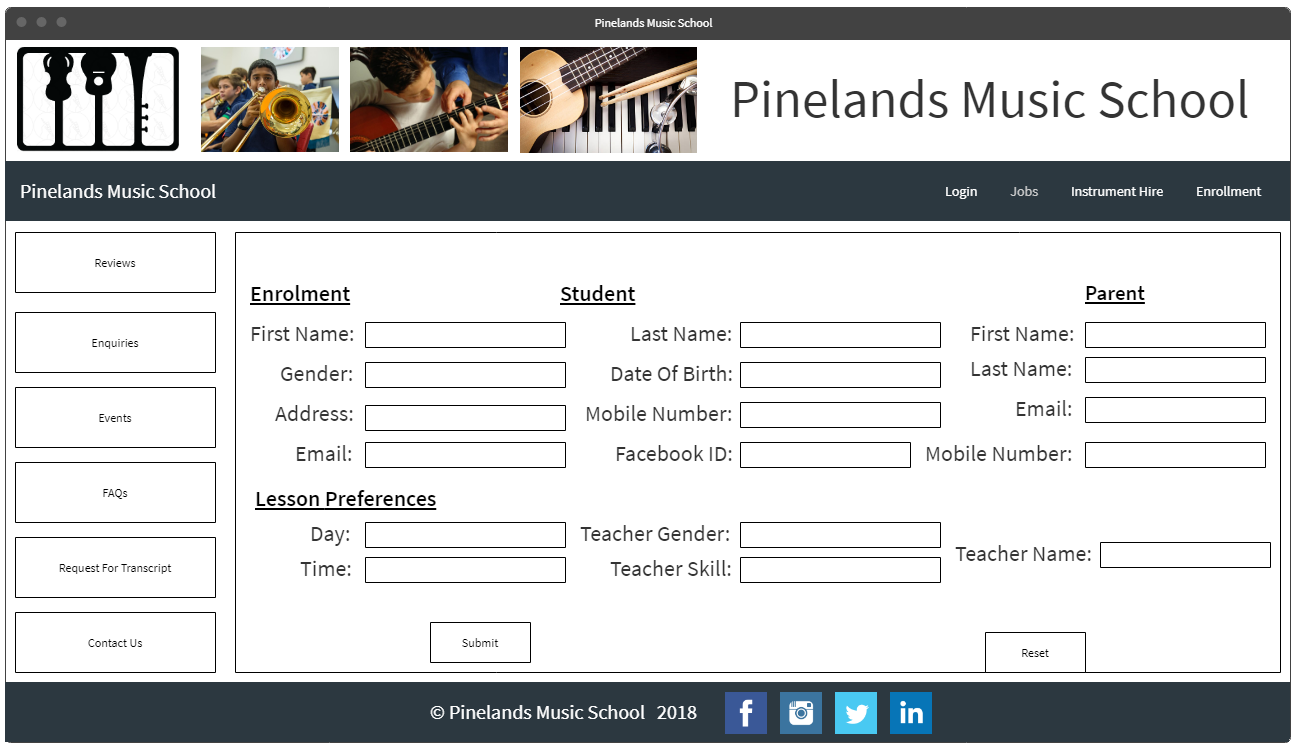 Pinelands Music School
Pinelands Music School
Pinelands Music School
Login Jobs Instrument Hire Enrollment
Reviews
Enquiries
Events
FAQs
Request For Transcript
Contact Us
Enrolment Student Parent
First Name: Last Name: First Name:
Gender: Date Of Birth: Last Name:
Address: Mobile Number: Email:
Email: Facebook ID: Mobile Number:
Lesson Preferences
Day: Teacher Gender:
Teacher Name:
Time: Teacher Skill:
Submit
Reset
© Pinelands Music School 2018
f in